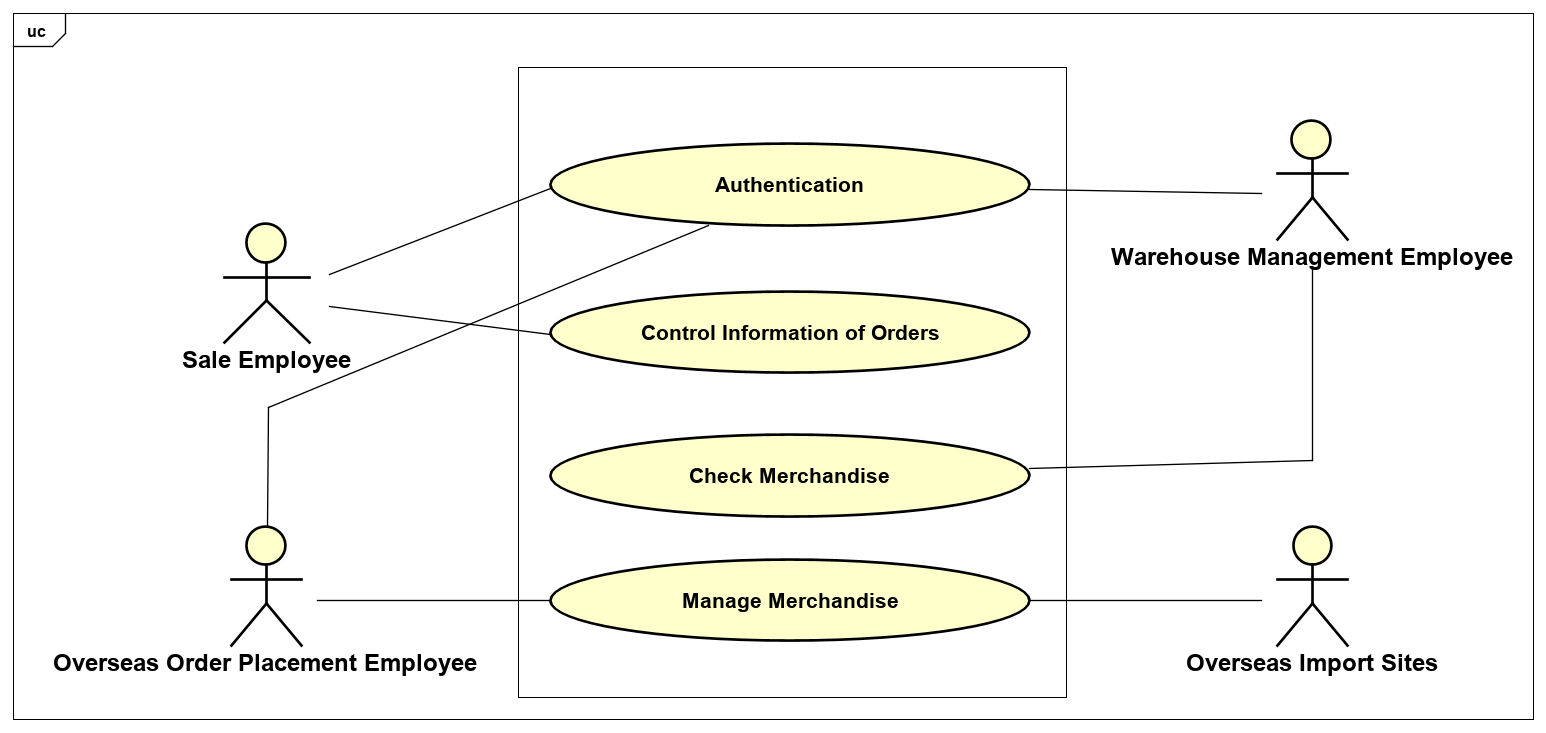 uc
Authentication
Warehouse Management Employee
Control Information of Orders
Sale Employee
Check Merchandise
Manage Merchandise
Overseas Order Placement Employee
Overseas Import Sites